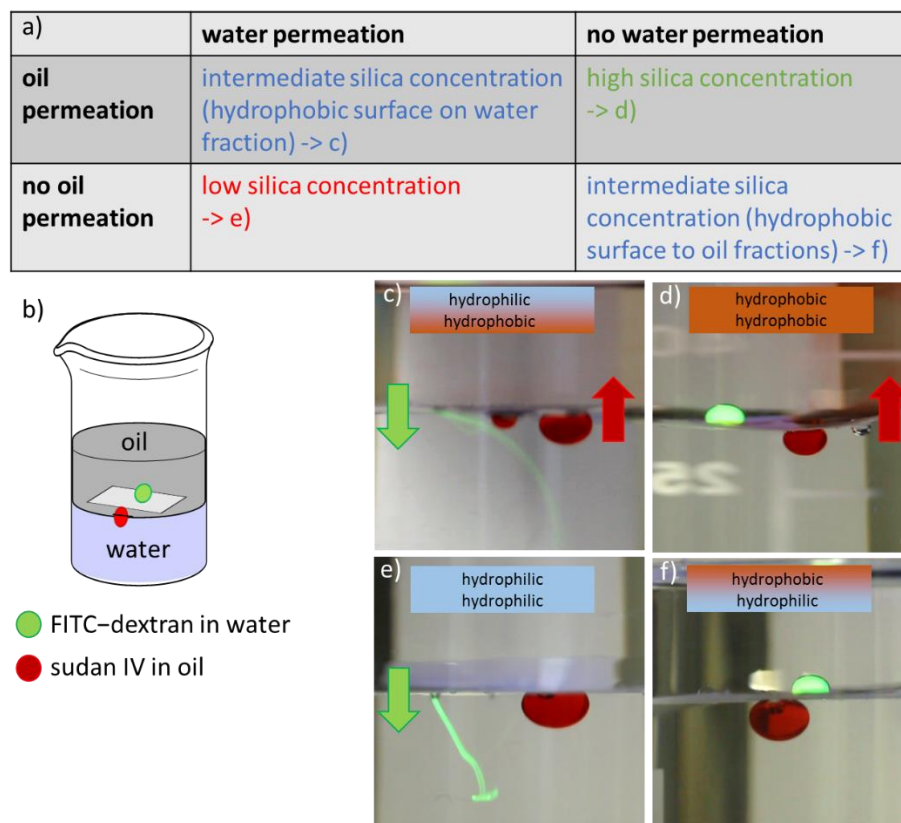 a)
water permeation
no water permeation
oil
permeation
intermediate silica concentration
(hydrophobic surface on water
fraction) -> c)
high silica concentration
-> d)
no oil
permeation
low silica concentration
-> e)
intermediate silica
concentration (hydrophobic
surface to oil fractions) -> f)
b)
oil
water
FITC–dextran in water
sudan IV in oil
c)
hydrophilic
hydrophobic
d)
hydrophobic
hydrophobic
25
e)
hydrophilic
hydrophilic
f)
hydrophobic
hydrophilic